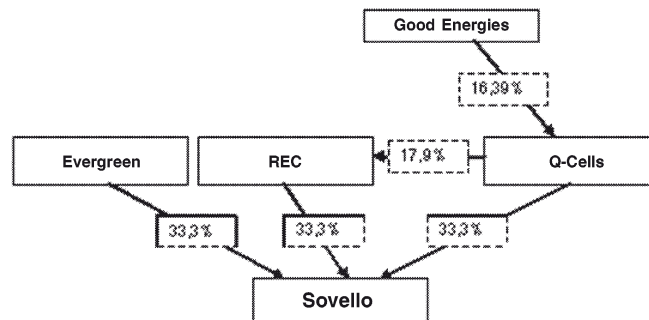 Good Energies
16,39%
Evergreen
REC
17,9%
Q-Cells
33,3%
33,3%
33,3%
Sovello